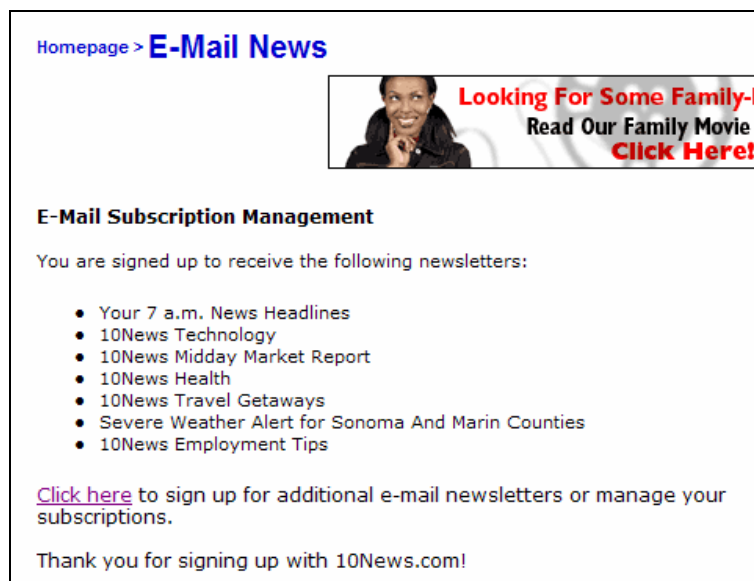 Homepage > E-Mail News
Looking For Some Family-
Read Our Family Movie
Click Here!
E-Mail Subscription Management
You are signed up to receive the following newsletters:
• Your 7 a.m. News Headlines
• 10News Technology
• 10News Midday Market Report
• 10News Health
• 10News Travel Getaways
• Severe Weather Alert for Sonoma And Marin Counties
• 10News Employment Tips
Click here to sign up for additional e-mail newsletters or manage your
subscriptions.
Thank you for signing up with 10News.com!